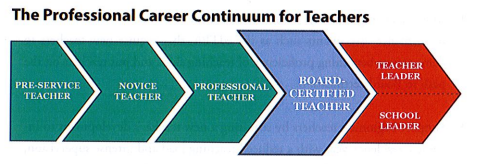 The Professional Career Continuum for Teachers
PRE-SERVICE
TEACHER
NOVICE
TEACHER
PROFESSIONAL
TEACHER
BOARD-
CERTIFIED
TEACHER
TEACHER
LEADER
SCHOOL
LEADER